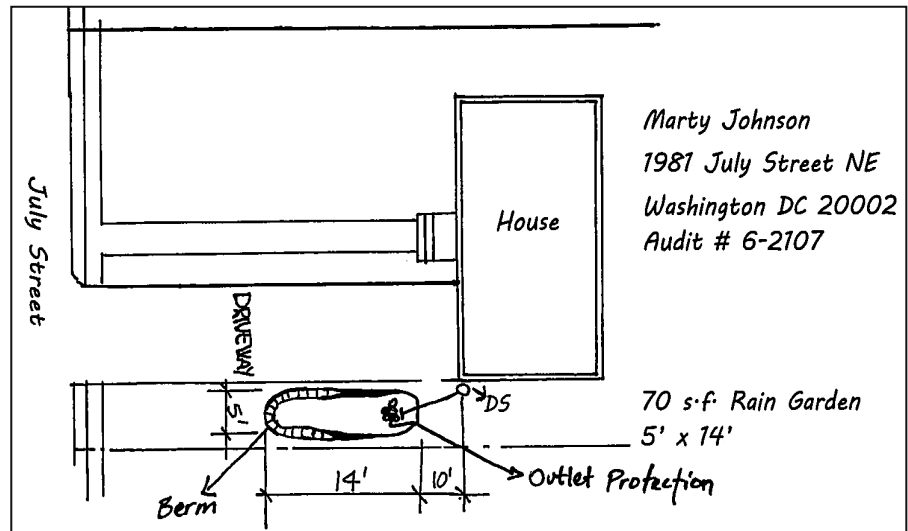 Marty Johnson
1981 July Street NE
Washington DC 20002
Audit # 6-2107
House
July Street
DRIVEWAY
5'
DS
70 s.f. Rain Garden
5' x 14'
14'
10'
Outlet Protection
Berm